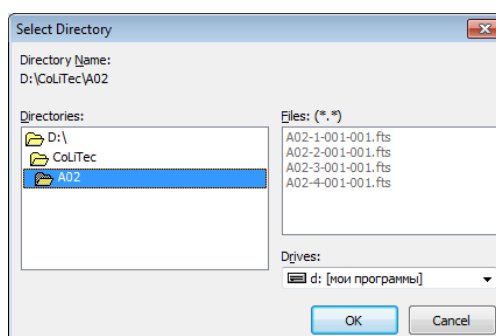 Select Directory
Directory Name:
D:\CoLiTec\A02
Directories:
D:\
CoLiTec
A02
Files: (*.*)
A02-1-001-001.fts
A02-2-001-001.fts
A02-3-001-001.fts
A02-4-001-001.fts
Drives:
d: [мои программы]
OK
Cancel